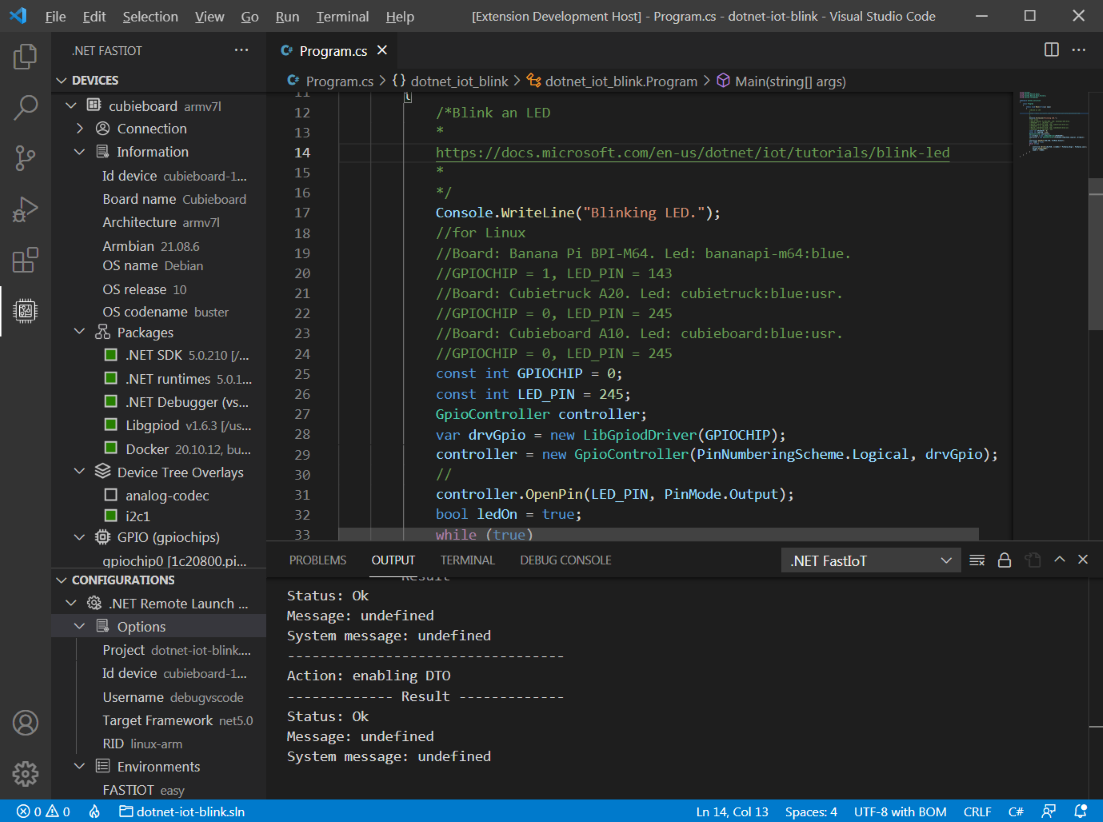 File Edit Selection View Go Run Terminal Help [Extension Development Host] - Program.cs - dotnet-iot-blink - Visual Studio Code
.NET FASTIOT ...
DEVICES
cubieboard armv7l
Connection
Information
Id device cubieboard-1...
Board name Cubieboard
Architecture armv7l
Armbian 21.08.6
OS name Debian
OS release 10
OS codename buster
Packages
.NET SDK 5.0.210 [/...
.NET runtimes 5.0.1...
.NET Debugger (vs...
Libgpiod v1.6.3 [/us...
Docker 20.10.12, bu...
Device Tree Overlays
analog-codec
i2c1
GPIO (gpiochips)
gpiochip0 [1c20800.pi...
CONFIGURATIONS
.NET Remote Launch ...
Options
Project dotnet-iot-blink....
Id device cubieboard-1...
Username debugvscode
Target Framework net5.0
RID linux-arm
Environments
FASTIOT easy
C# Program.cs
C# Program.cs > {} dotnet_iot_blink > dotnet_iot_blink.Program > Main(string[] args)
11 {
12 /*Blink an LED
13 *
14 https://docs.microsoft.com/en-us/dotnet/iot/tutorials/blink-led
15 *
16 */
17 Console.WriteLine("Blinking LED.");
18 //for Linux
19 //Board: Banana Pi BPI-M64. Led: bananapi-m64:blue.
20 //GPIOCHIP = 1, LED_PIN = 143
21 //Board: Cubietruck A20. Led: cubietruck:blue:usr.
22 //GPIOCHIP = 0, LED_PIN = 245
23 //Board: Cubieboard A10. Led: cubieboard:blue:usr.
24 //GPIOCHIP = 0, LED_PIN = 245
25 const int GPIOCHIP = 0;
26 const int LED_PIN = 245;
27 GpioController controller;
28 var drvGpio = new LibGpiodDriver(GPIOCHIP);
29 controller = new GpioController(PinNumberingScheme.Logical, drvGpio);
30 //
31 controller.OpenPin(LED_PIN, PinMode.Output);
32 bool ledOn = true;
33 while (true)
PROBLEMS OUTPUT TERMINAL DEBUG CONSOLE .NET FastIoT
Result
Status: Ok
Message: undefined
System message: undefined
----------------------------------
Action: enabling DTO
------------- Result -------------
Status: Ok
Message: undefined
System message: undefined
0 0 dotnet-iot-blink.sln Ln 14, Col 13 Spaces: 4 UTF-8 with BOM CRLF C#